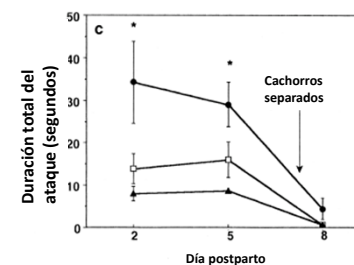 C
Duración total del
ataque (segundos)
50
40
30
20
10
0
*
*
Cachorros
separados
2
5
8
Día postparto